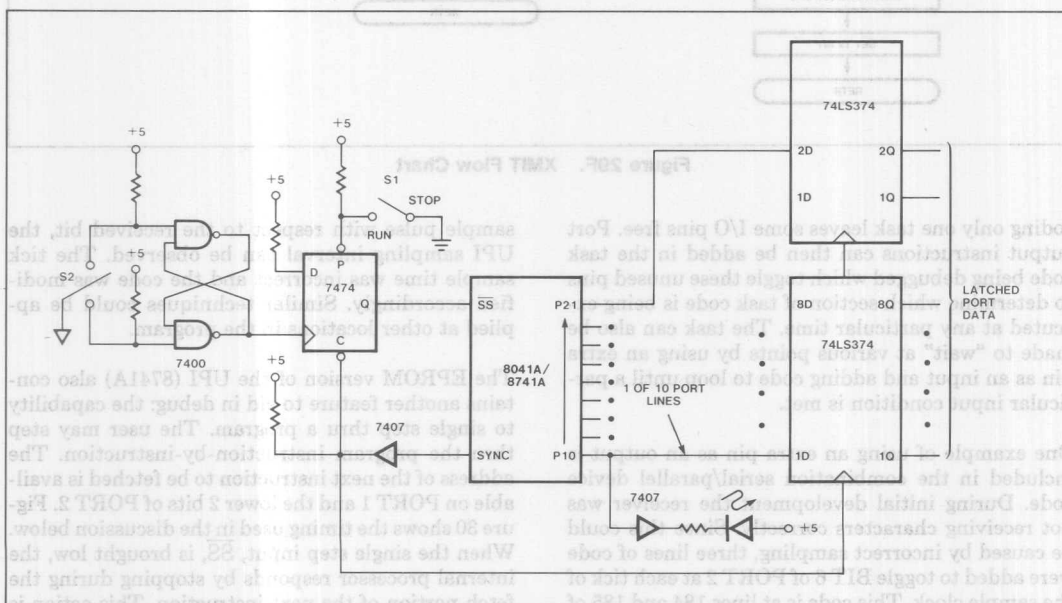 74LS374
2D
2Q
1D
1Q
+5
+5
+5
S1
STOP
RUN
D
7474
Q
C
S2
+5
7400
+5
7407
SS
SYNC
8041A/
8741A
P21
P10
1 OF 10 PORT
LINES
8D
8Q
74LS374
1D
1Q
LATCHED
PORT
DATA
7407
+5
RETR
Figure 29F. XMIT Flow Chart
oding only one task leaves some I/O pins free. Port
output instructions can then be added in the task
ode being debugged which toggle these unused pins
o determine which section of task code is being ex
cuted at any particular time. The task can also be
made to "wait" at various points by using an extra
in as an input and adding code to loop until a par
icular input condition is met.
One example of using an extra pin as an output
ncluded in the combination serial/parallel device
ode. During initial development the receiver was
ot receiving characters correctly. Since this could
e caused by incorrect sampling, three lines of code
were added to toggle BIT 6 of PORT 2 at each tick of
he sample clock. This code is at lines 184 and 185 of
sample pulse with respect to the received bit, the
UPI sampling interval can be observed. The tick
sample time was incorrect and the code was modi-
fied accordingly. Similar techniques could be ap-
plied at other locations in the program.
The EPROM version of the UPI (8741A) also con-
tains another feature to aid in debug: the capability
to single step thru a program. The user may step
thru the program instruction-by-instruction. The
address of the next instruction to be fetched is avail-
able on PORT 1 and the lower 2 bits of PORT 2. Fig-
ure 30 shows the timing used in the discussion below.
When the single step input, SS, is brought low, the
internal processor responds by stopping during the
fetch portion of the next instruction. This action is